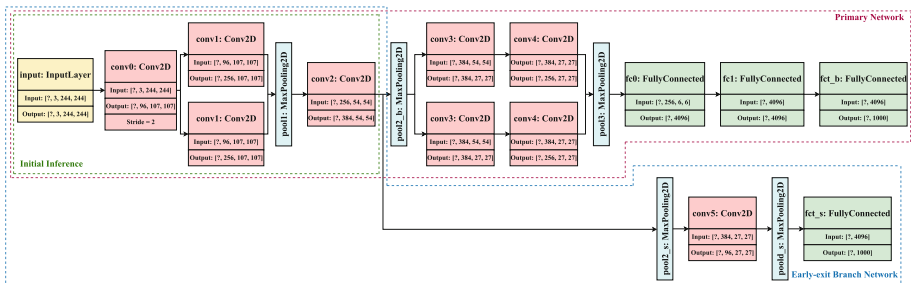 Primary Network
input: InputLayer
Input: [?, 3, 244, 244]
Output: [?, 3, 244, 244]
conv0: Conv2D
Input: [?, 3, 244, 244]
Output: [?, 96, 107, 107]
Stride = 2
conv1: Conv2D
Input: [?, 96, 107, 107]
Output: [?, 256, 107, 107]
conv1: Conv2D
Input: [?, 96, 107, 107]
Output: [?, 256, 107, 107]
pool1: MaxPooling2D
conv2: Conv2D
Input: [?, 256, 54, 54]
Output: [?, 384, 54, 54]
Initial Inference
pool2_b: MaxPooling2D
conv3: Conv2D
Input: [?, 384, 54, 54]
Output: [?, 384, 27, 27]
conv3: Conv2D
Input: [?, 384, 54, 54]
Output: [?, 384, 27, 27]
conv4: Conv2D
Input: [?, 384, 27, 27]
Output: [?, 256, 27, 27]
conv4: Conv2D
Input: [?, 384, 27, 27]
Output: [?, 256, 27, 27]
pool3: MaxPooling2D
fc0: FullyConnected
Input: [?, 256, 6, 6]
Output: [?, 4096]
fc1: FullyConnected
Input: [?, 4096]
Output: [?, 4096]
fct_b: FullyConnected
Input: [?, 4096]
Output: [?, 1000]
pool2_s: MaxPooling2D
conv5: Conv2D
Input: [?, 384, 27, 27]
Output: [?, 96, 27, 27]
poold_s: MaxPooling2D
fct_s: FullyConnected
Input: [?, 4096]
Output: [?, 1000]
Early-exit Branch Network